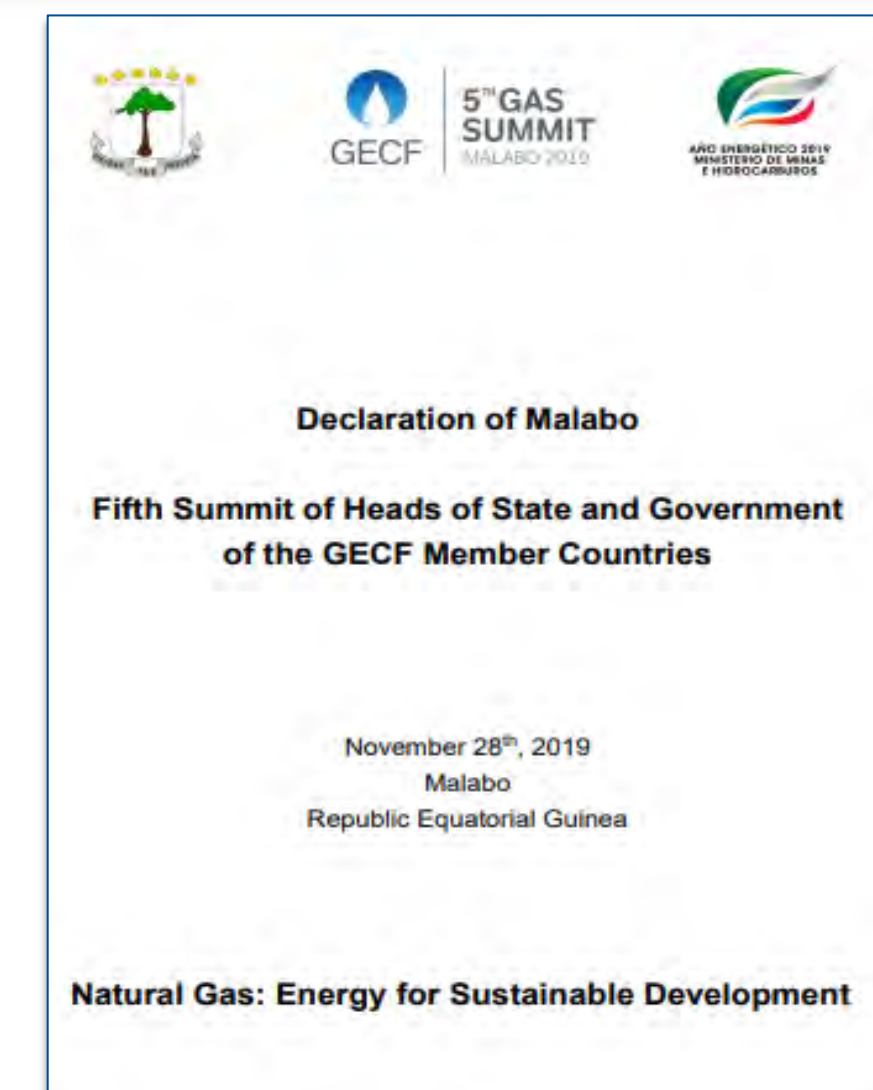 GECF
5TH GAS
SUMMIT
MALABO 2019
AÑO ENERGÉTICO 2019
MINISTERIO DE MINAS
E HIDROCARBUROS
Declaration of Malabo
Fifth Summit of Heads of State and Government
of the GECF Member Countries
November 28th, 2019
Malabo
Republic Equatorial Guinea
Natural Gas: Energy for Sustainable Development